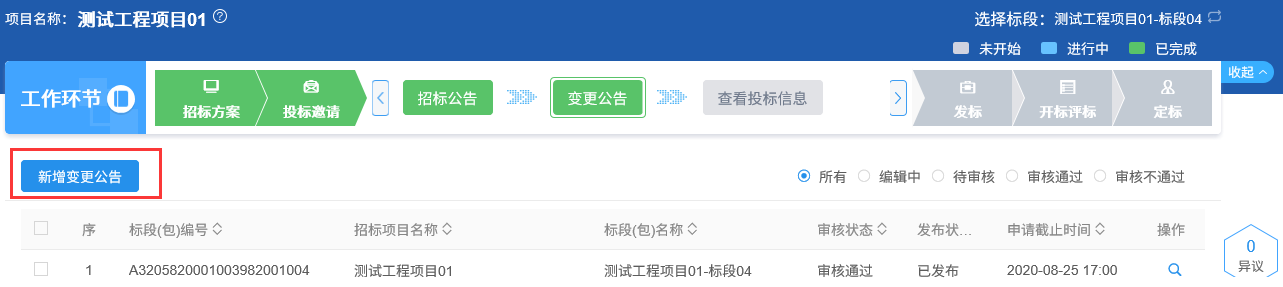 项目名称： 测试工程项目01 ?
选择标段：测试工程项目01-标段04
未开始 进行中 已完成
工作环节 招标方案 投标邀请 招标公告 变更公告 查看投标信息 发标 开标评标 定标 收起
新增变更公告 所有 编辑中 待审核 审核通过 审核不通过
序 标段(包)编号 招标项目名称 标段(包)名称 审核状态 发布状... 申请截止时间 操作
1 A3205820001003982001004 测试工程项目01 测试工程项目01-标段04 审核通过 已发布 2020-08-25 17:00
0
异议